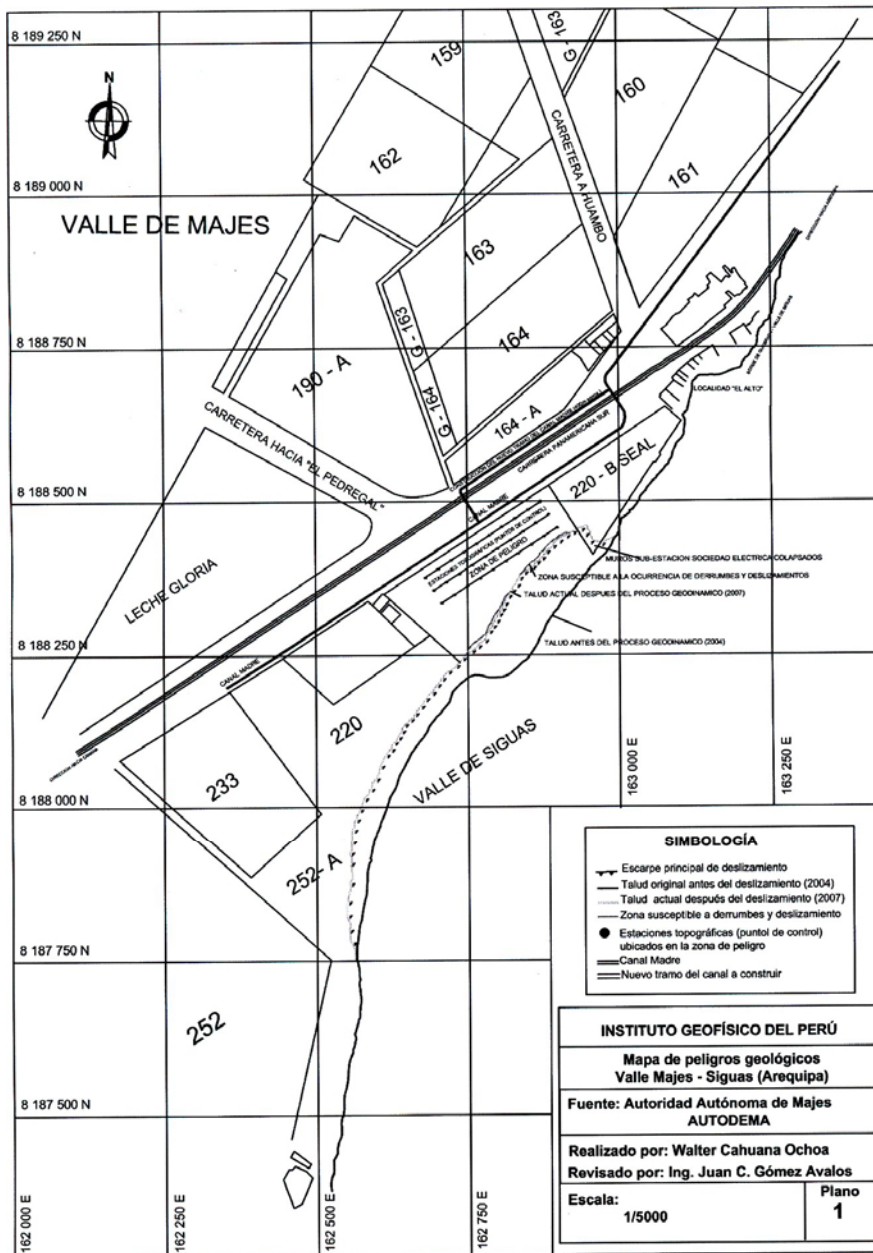 8 189 250 N
159
G - 163
160
N
CARRETERA A HUAMBO
162
161
8 189 000 N
VALLE DE MAJES
163
G - 163
164
8 188 750 N
190 - A
G - 164
LOCALIDAD "EL ALTO"
164 - A
CARRETERA HACIA "EL PEDREGAL"
CARRETERA PANAMERICANA SUR
220 - B SEAL
8 188 500 N
CANAL MADRE
ESTACIONES TOPOGRAFICAS (PUNTOS DE CONTROL)
ZONA DE PELIGRO
MUROS SUB-ESTACION SOCIEDAD ELECTRICA COLAPSADOS
ZONA SUSCEPTIBLE A LA OCURRENCIA DE DERRUMBES Y DESLIZAMIENTOS
TALUD ACTUAL DESPUES DEL PROCESO GEODINAMICO (2007)
LECHE GLORIA
TALUD ANTES DEL PROCESO GEODINAMICO (2004)
8 188 250 N
CANAL MADRE
220
VALLE DE SIGUAS
163 000 E
163 250 E
233
8 188 000 N
252- A
SIMBOLOGÍA
Escarpe principal de deslizamiento
Talud original antes del deslizamiento (2004)
Talud actual después del deslizamiento (2007)
Zona susceptible a derrumbes y deslizamiento
Estaciones topográficas (puntol de control)
ubicados en la zona de peligro
Canal Madre
Nuevo tramo del canal a construir
8 187 750 N
252
8 187 500 N
162 000 E
162 250 E
162 500 E
162 750 E
INSTITUTO GEOFÍSICO DEL PERÚ
Mapa de peligros geológicos
Valle Majes - Siguas (Arequipa)
Fuente: Autoridad Autónoma de Majes
AUTODEMA
Realizado por: Walter Cahuana Ochoa
Revisado por: Ing. Juan C. Gómez Avalos
Escala:
1/5000
Plano
1